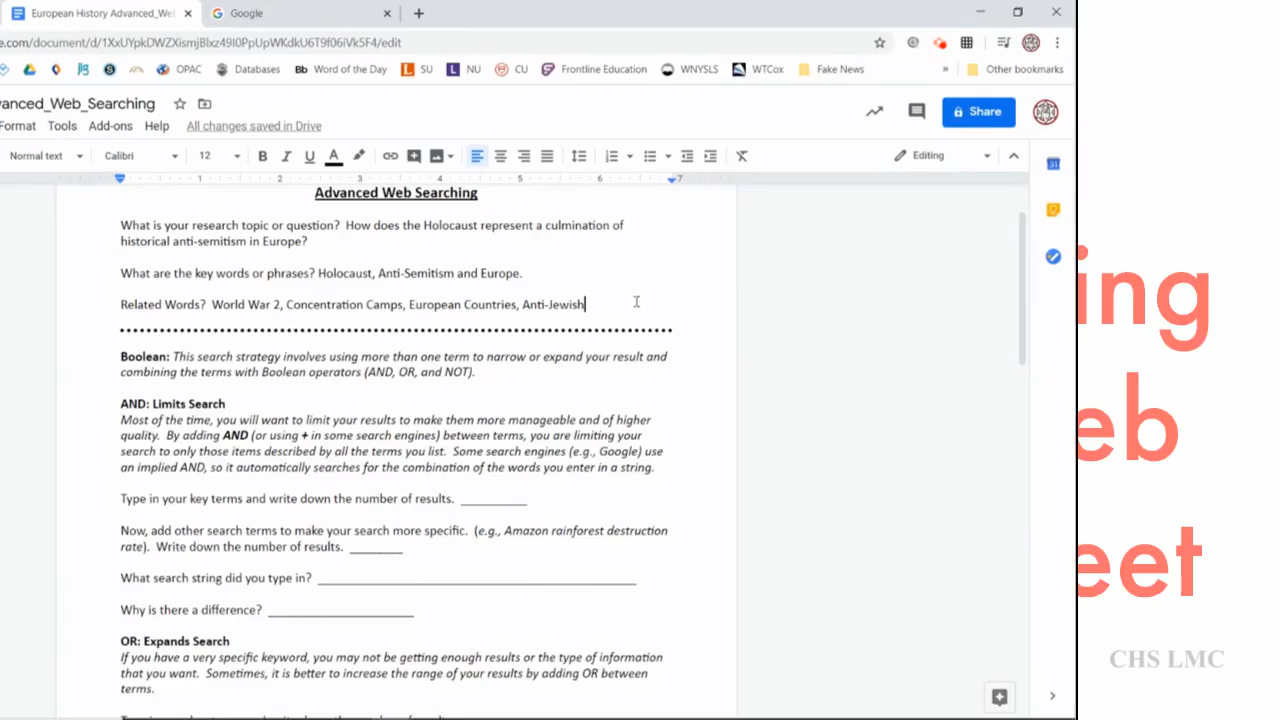 European History Advanced_We
Google
e.com/document/d/1XxUYpkDWZXismjBlxz49I0PpUpWKdkU6T9f06iVk5F4/edit
OPAC
Databases
Bb Word of the Day
SU
NU
CU
Frontline Education
WNYSLS
WTCox
Fake News
»
Other bookmarks
vanced_Web_Searching
Share
Format Tools Add-ons Help All changes saved in Drive
Normal text Calibri 12 B I U A Editing
1 2 3 4 5 6 7
Advanced Web Searching
What is your research topic or question? How does the Holocaust represent a culmination of
historical anti-semitism in Europe?
What are the key words or phrases? Holocaust, Anti-Semitism and Europe.
Related Words? World War 2, Concentration Camps, European Countries, Anti-Jewish
Boolean: This search strategy involves using more than one term to narrow or expand your result and
combining the terms with Boolean operators (AND, OR, and NOT).
AND: Limits Search
Most of the time, you will want to limit your results to make them more manageable and of higher
quality. By adding AND (or using + in some search engines) between terms, you are limiting your
search to only those items described by all the terms you list. Some search engines (e.g., Google) use
an implied AND, so it automatically searches for the combination of the words you enter in a string.
Type in your key terms and write down the number of results. __________
Now, add other search terms to make your search more specific. (e.g., Amazon rainforest destruction
rate). Write down the number of results. ________
What search string did you type in? ________________________________________________
Why is there a difference? ______________________
OR: Expands Search
If you have a very specific keyword, you may not be getting enough results or the type of information
that you want. Sometimes, it is better to increase the range of your results by adding OR between
terms.
ing
eb
eet
CHS LMC